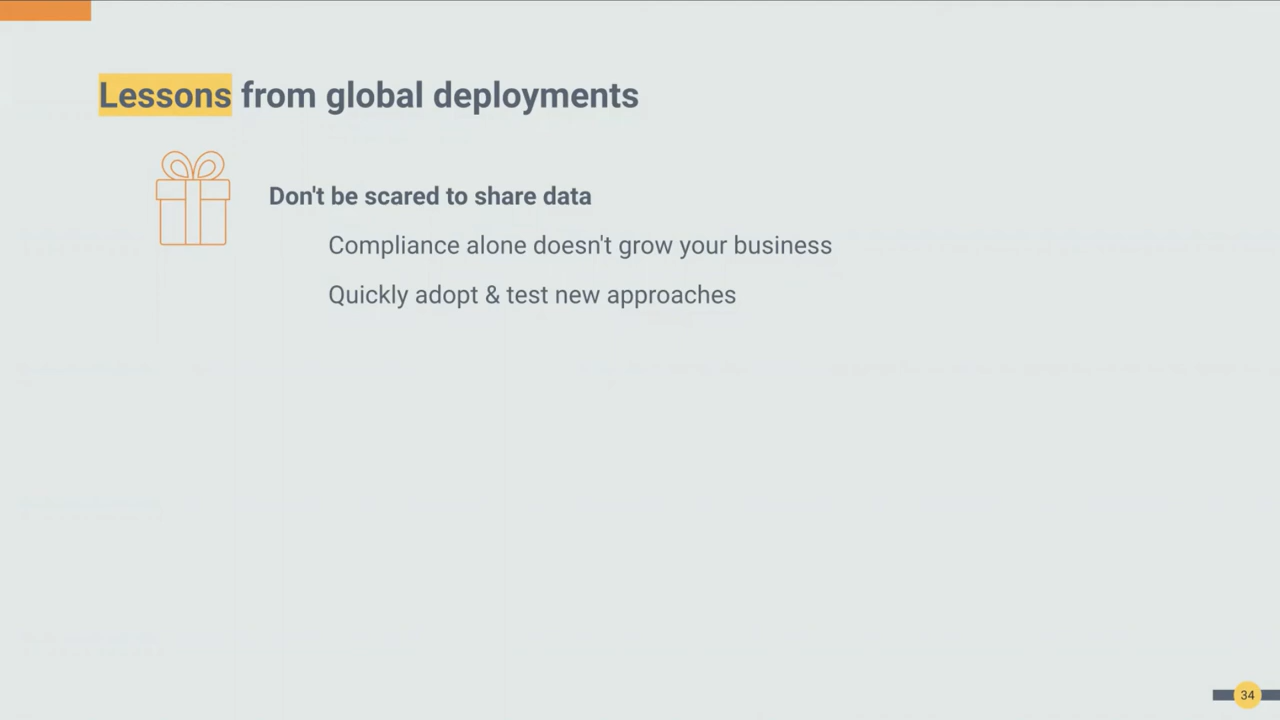 Lessons from global deployments
Don't be scared to share data
Compliance alone doesn't grow your business
Quickly adopt & test new approaches
34